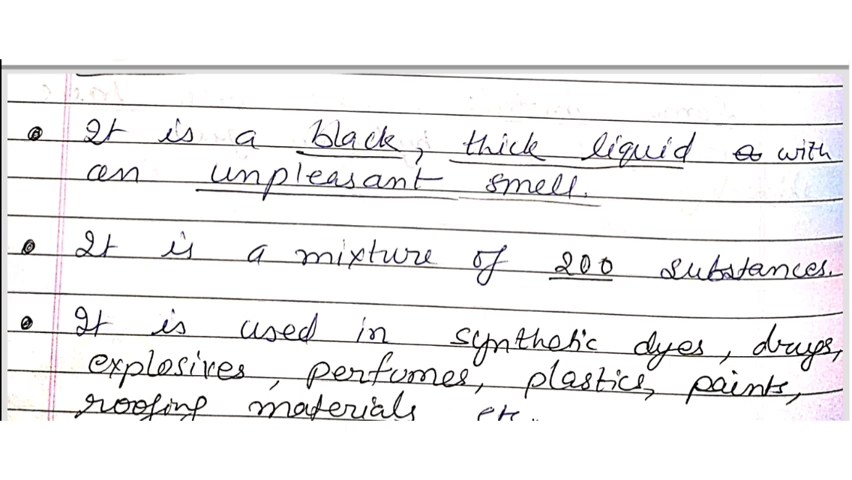 • It is a black, thick liquid with
an unpleasant smell.
• It is a mixture of 200 substances.
• It is used in synthetic dyes, drugs,
explosives, perfumes, plastics, paints,
roofing materials etc.